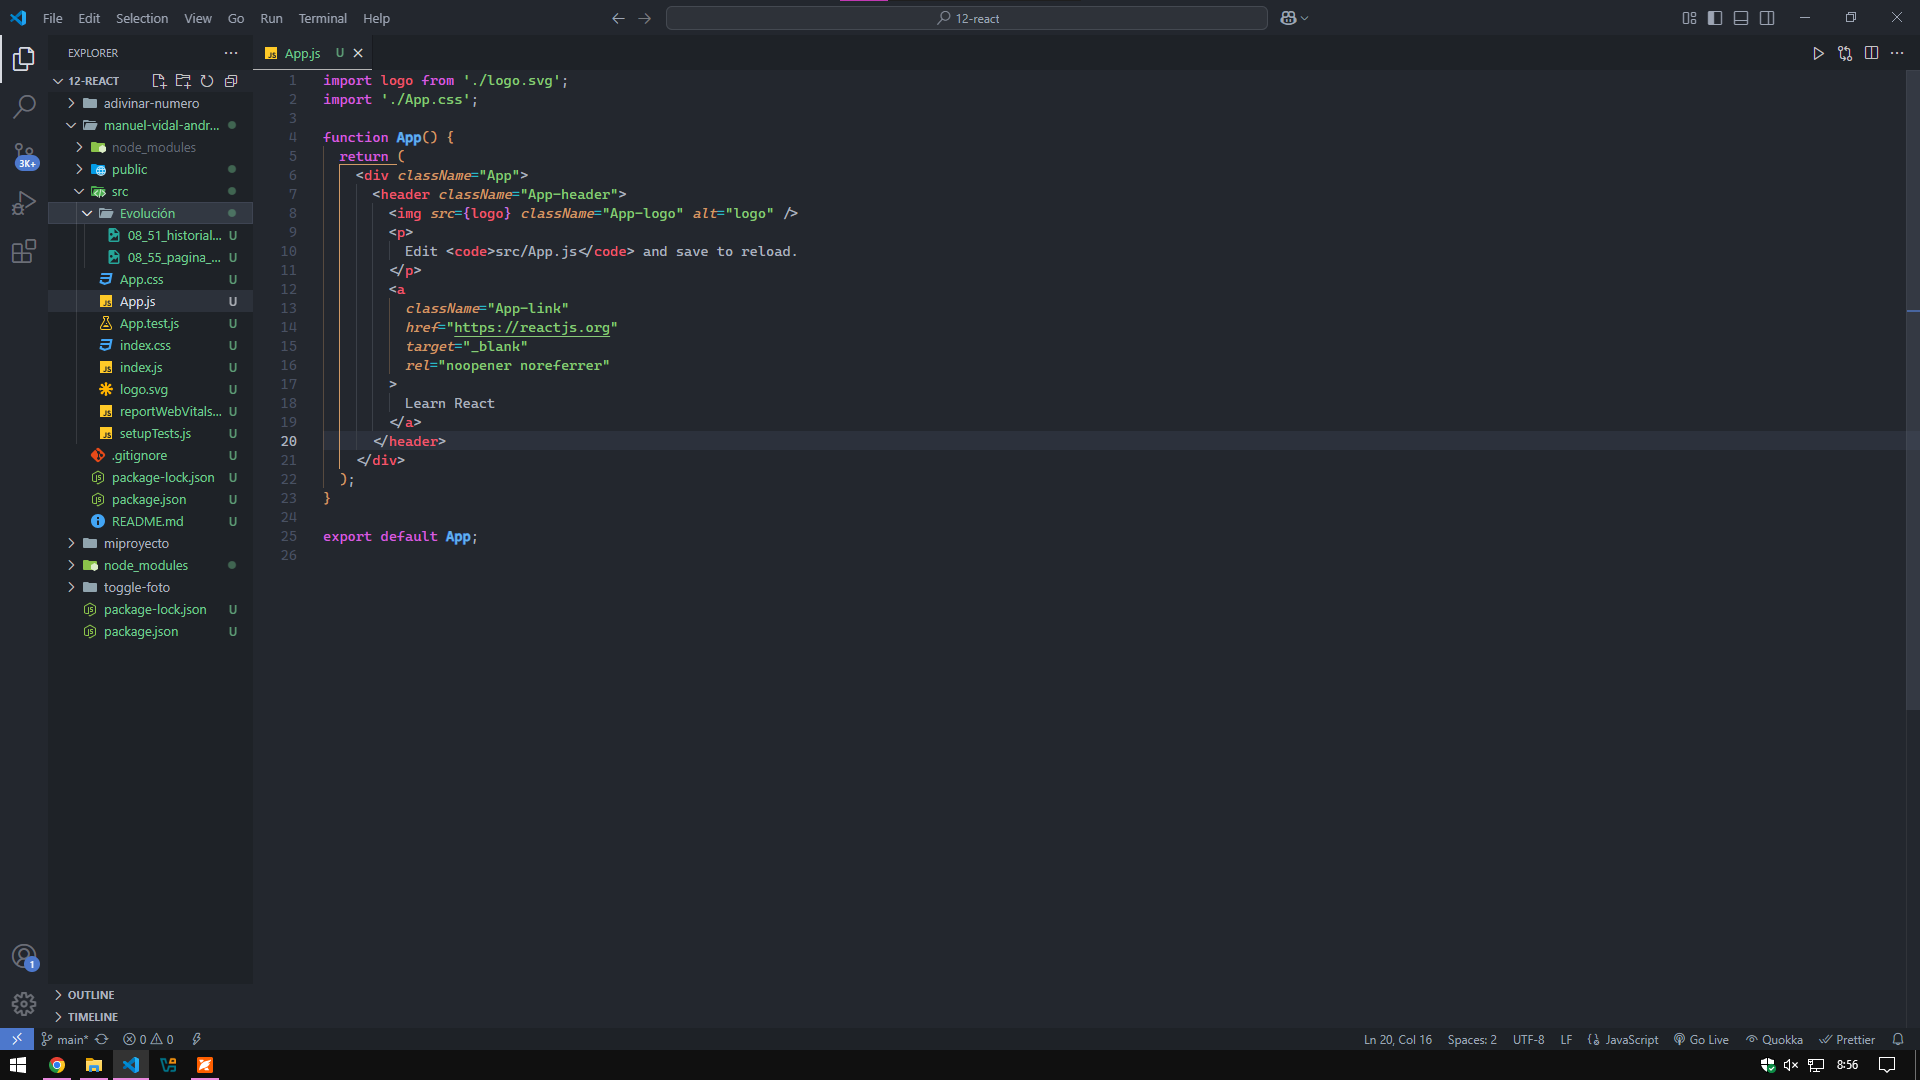 File Edit Selection View Go Run Terminal Help
12-react
EXPLORER
12-REACT
adivinar-numero
manuel-vidal-andr...
node_modules
public
src
Evolución
08_51_historial... U
08_55_pagina_... U
App.css U
App.js U
App.test.js U
index.css U
index.js U
logo.svg U
reportWebVitals... U
setupTests.js U
.gitignore U
package-lock.json U
package.json U
README.md U
miproyecto
node_modules
toggle-foto
package-lock.json U
package.json U
OUTLINE
TIMELINE
3K+
1
App.js U
1 import logo from './logo.svg';
2 import './App.css';
3
4 function App() {
5 return (
6 <div className="App">
7 <header className="App-header">
8 <img src={logo} className="App-logo" alt="logo" />
9 <p>
10 Edit <code>src/App.js</code> and save to reload.
11 </p>
12 <a
13 className="App-link"
14 href="https://reactjs.org"
15 target="_blank"
16 rel="noopener noreferrer"
17 >
18 Learn React
19 </a>
20 </header>
21 </div>
22 );
23 }
24
25 export default App;
26
main* 0 0 Ln 20, Col 16 Spaces: 2 UTF-8 LF {} JavaScript Go Live Quokka Prettier
8:56